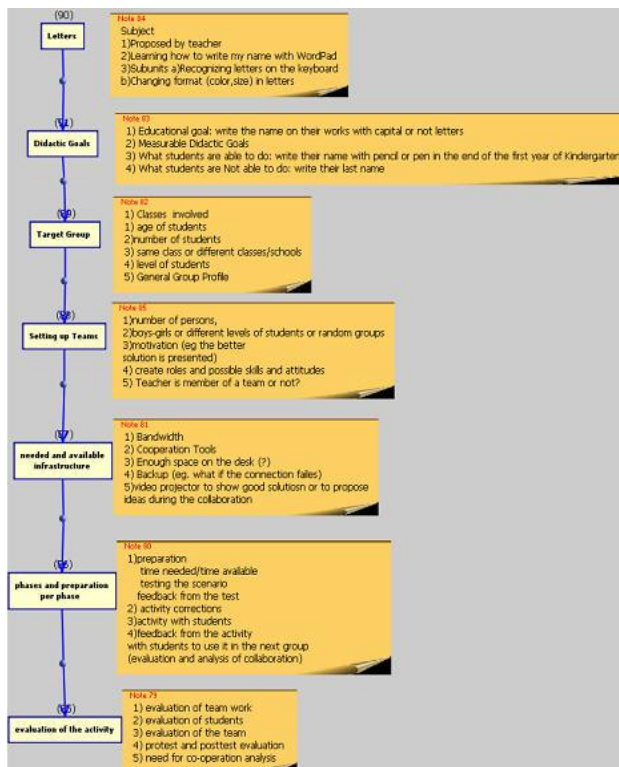 (90)
Letters
Note 84
Subject
1)Proposed by teacher
2)Learning how to write my name with WordPad
3)Subunits a)Recognizing letters on the keyboard
b)Changing format (color,size) in letters
Didactic Goals
Note 83
1) Educational goal: write the name on their works with capital or not letters
2) Measurable Didactic Goals
3) What students are able to do: write their name with pencil or pen in the end of the first year of Kindergarten
4) What students are Not able to do: write their last name
Target Group
Note 82
1) Classes involved
1) age of students
2)number of students
3) same class or different classes/schools
4) level of students
5) General Group Profile
Setting up Teams
Note 85
1)number of persons,
2)boys-girls or different levels of students or random groups
3)motivation (eg the better
solution is presented)
4) create roles and possible skills and attitudes
5) Teacher is member of a team or not?
needed and available
infrastructure
Note 81
1) Bandwidth
2) Cooperation Tools
3) Enough space on the desk (?)
4) Backup (eg. what if the connection failes)
5)video projector to show good solutiosn or to propose
ideas during the collaboration
phases and preparation
per phase
Note 80
1)preparation
time needed/time available
testing the scenario
feedback from the test
2) activity corrections
3)activity with students
4)feedback from the activity
with students to use it in the next group
(evaluation and analysis of collaboration)
evaluation of the activity
Note 79
1) evaluation of team work
2) evaluation of students
3) evaluation of the team
4) protest and posttest evaluation
5) need for co-operation analysis